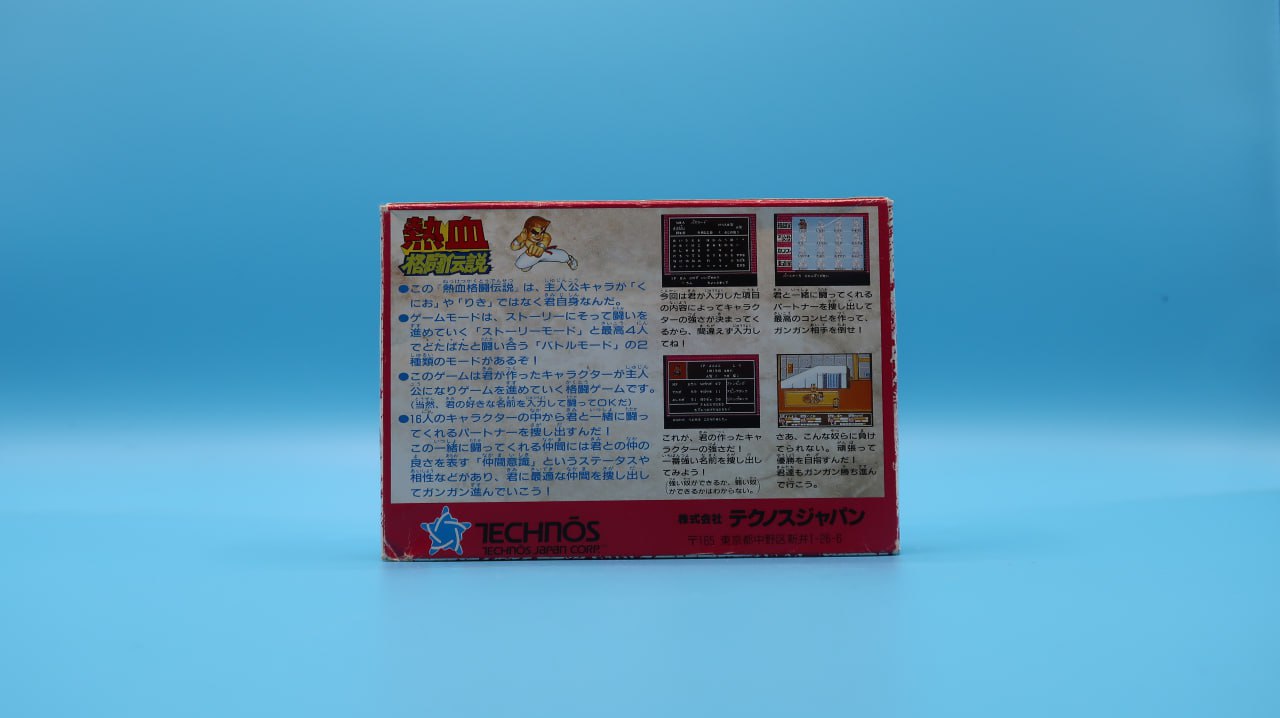 熱血
格闘伝説
●この「熱血格闘伝説」は、主人公キャラが「く
にお」や「りき」ではなく君自身なんだ。
●ゲームモードは、ストーリーにそって闘いを
進めていく「ストーリーモード」と最高4人
でどたばたと闘い合う「バトルモード」の2
種類のモードがあるぞ!
●このゲームは君が作ったキャラクターが主人
公になりゲームを進めていく格闘ゲームです。
(当然、君の好きな名前を入力して闘ってOKだ)
●16人のキャラクターの中から君と一緒に闘っ
てくれるパートナーを捜し出すんだ!
この一緒に闘ってくれる仲間には君との仲の
良さを表す「仲間意識」というステータスや
相性などがあり、君に最適な仲間を捜し出し
てガンガン進んでいこう!
今回は君が入力した項目
の内容によってキャラク
ターの強さが決まってく
るから、間違えず入力し
てね!
君と一緒に闘ってくれる
パートナーを捜し出して
最高のコンビを作って、
ガンガン相手を倒せ!
これが、君の作ったキャ
ラクターの強さだ!
一番強い名前を捜し出し
てみよう!
(強い奴ができるか、弱い奴
ができるかはわからない。)
さあ、こんな奴らに負け
てられない。頑張って
優勝を目指すんだ!
君達もガンガン勝ち進ん
で行こう。
TECHNŌS
TECHNŌS JAPAN CORP.
株式会社 テクノスジャパン
〒165 東京都中野区新井1-26-6